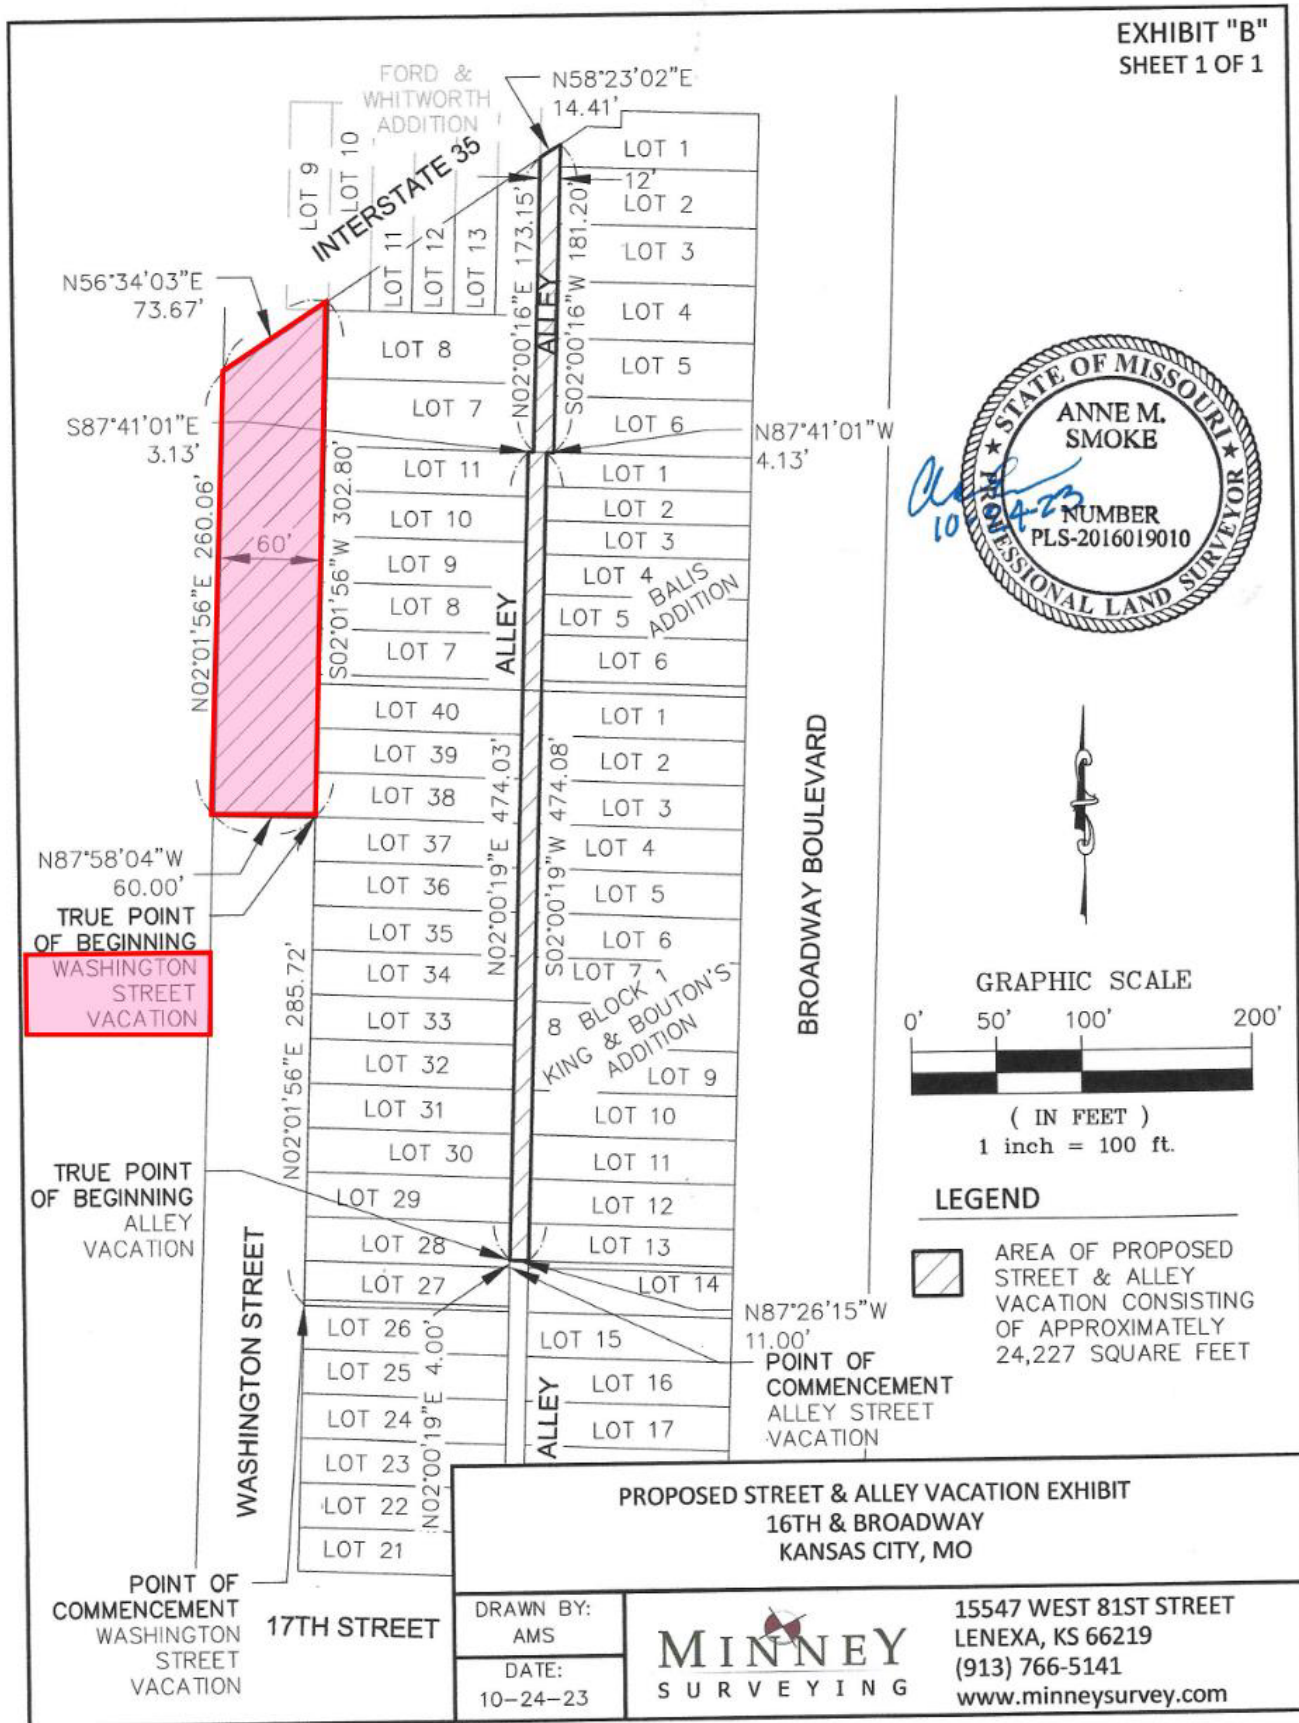 EXHIBIT "B"
SHEET 1 OF 1
FORD &
WHITWORTH
ADDITION
N58°23'02"E
14.41'
LOT 9
LOT 10
INTERSTATE 35
LOT 11
LOT 12
LOT 13
N02°00'16"E 173.15'
ALLEY
S02°00'16"W 181.20'
12'
LOT 1
LOT 2
LOT 3
LOT 4
LOT 5
LOT 6
N56°34'03"E
73.67'
LOT 8
LOT 7
S87°41'01"E
3.13'
N87°41'01"W
4.13'
N02°01'56"E 260.06'
60'
S02°01'56"W 302.80'
LOT 11
LOT 10
LOT 9
LOT 8
LOT 7
ALLEY
LOT 1
LOT 2
LOT 3
LOT 4
LOT 5
LOT 6
BALIS
ADDITION
STATE OF MISSOURI
ANNE M.
SMOKE
NUMBER
PLS-2016019010
PROFESSIONAL LAND SURVEYOR
LOT 40
LOT 39
LOT 38
LOT 37
LOT 36
LOT 35
LOT 34
LOT 33
LOT 32
LOT 31
LOT 30
LOT 29
LOT 28
LOT 27
LOT 26
LOT 25
LOT 24
LOT 23
LOT 22
LOT 21
N02°00'19"E 474.03'
S02°00'19"W 474.08'
LOT 1
LOT 2
LOT 3
LOT 4
LOT 5
LOT 6
LOT 7
8
BLOCK 1
KING & BOUTON'S
ADDITION
LOT 9
LOT 10
LOT 11
LOT 12
LOT 13
LOT 14
LOT 15
LOT 16
LOT 17
BROADWAY BOULEVARD
N87°58'04"W
60.00'
TRUE POINT
OF BEGINNING
WASHINGTON
STREET
VACATION
N02°01'56"E 285.72'
TRUE POINT
OF BEGINNING
ALLEY
VACATION
WASHINGTON STREET
N02°00'19"E 4.00'
ALLEY
N87°26'15"W
11.00'
POINT OF
COMMENCEMENT
ALLEY STREET
VACATION
POINT OF
COMMENCEMENT
WASHINGTON
STREET
VACATION
17TH STREET
GRAPHIC SCALE
0' 50' 100' 200'
( IN FEET )
1 inch = 100 ft.
LEGEND
AREA OF PROPOSED
STREET & ALLEY
VACATION CONSISTING
OF APPROXIMATELY
24,227 SQUARE FEET
PROPOSED STREET & ALLEY VACATION EXHIBIT
16TH & BROADWAY
KANSAS CITY, MO
DRAWN BY:
AMS
DATE:
10-24-23
MINNEY
SURVEYING
15547 WEST 81ST STREET
LENEXA, KS 66219
(913) 766-5141
www.minneysurvey.com